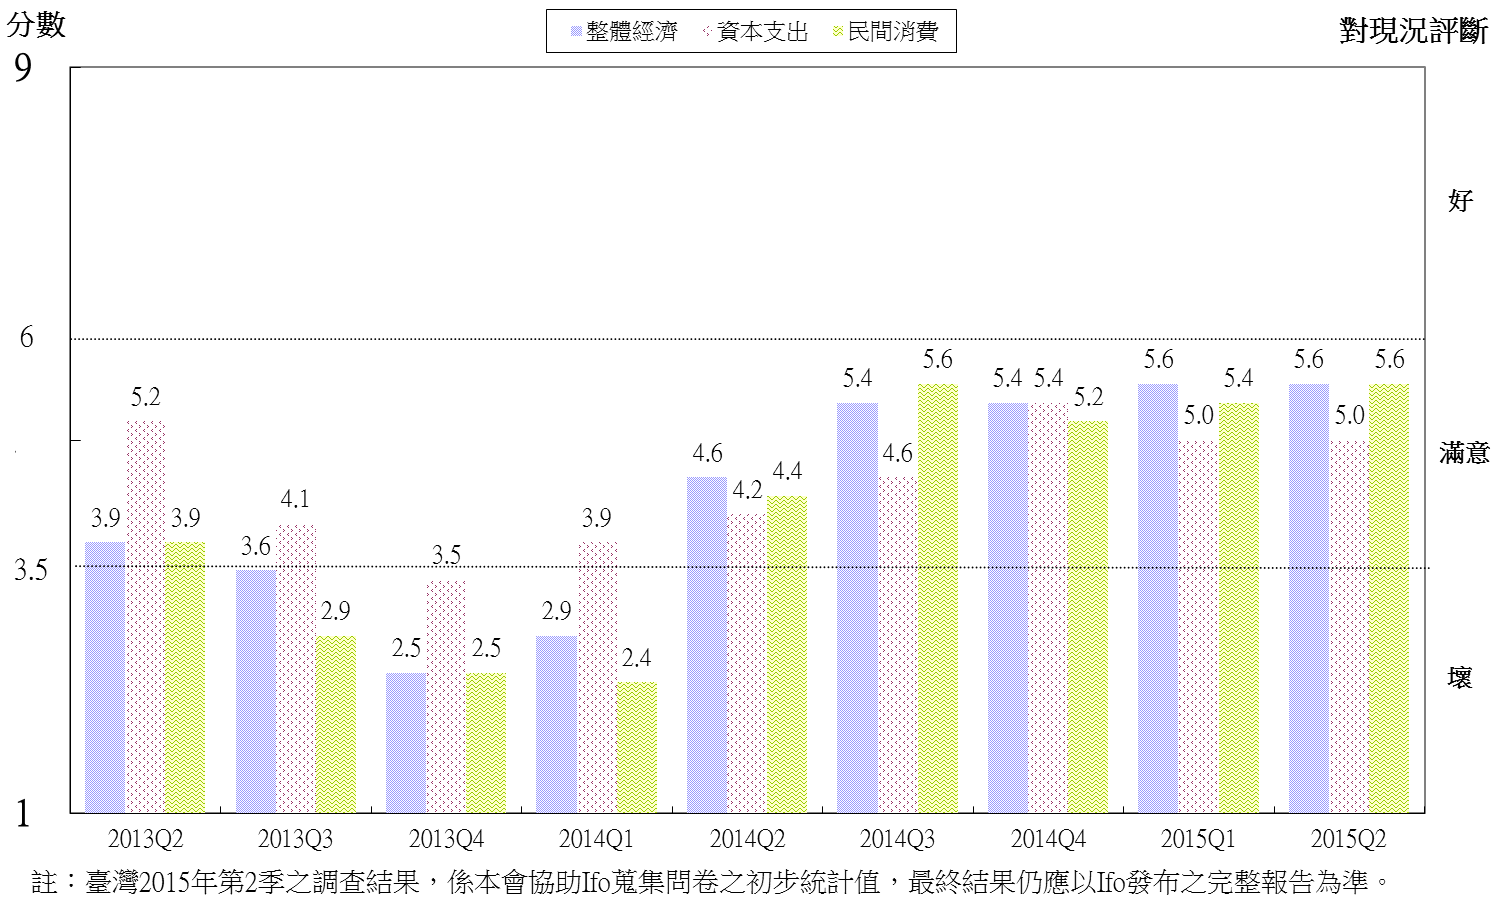 分數
整體經濟 資本支出 民間消費
對現況評斷
9
6
3.5
1
好
滿意
壞
3.9 5.2 3.9
3.6 4.1 2.9
2.5 3.5 2.5
2.9 3.9 2.4
4.6 4.2 4.4
5.4 4.6 5.6
5.4 5.4 5.2
5.6 5.0 5.4
5.6 5.0 5.6
2013Q2 2013Q3 2013Q4 2014Q1 2014Q2 2014Q3 2014Q4 2015Q1 2015Q2
註：臺灣2015年第2季之調查結果，係本會協助Ifo蒐集問卷之初步統計值，最終結果仍應以Ifo發布之完整報告為準。